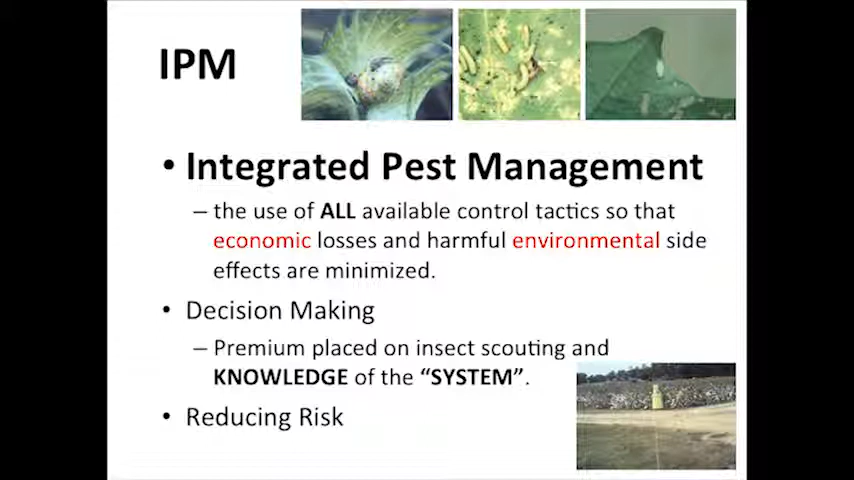 IPM
• Integrated Pest Management
– the use of ALL available control tactics so that
economic losses and harmful environmental side
effects are minimized.
• Decision Making
– Premium placed on insect scouting and
KNOWLEDGE of the “SYSTEM”.
• Reducing Risk